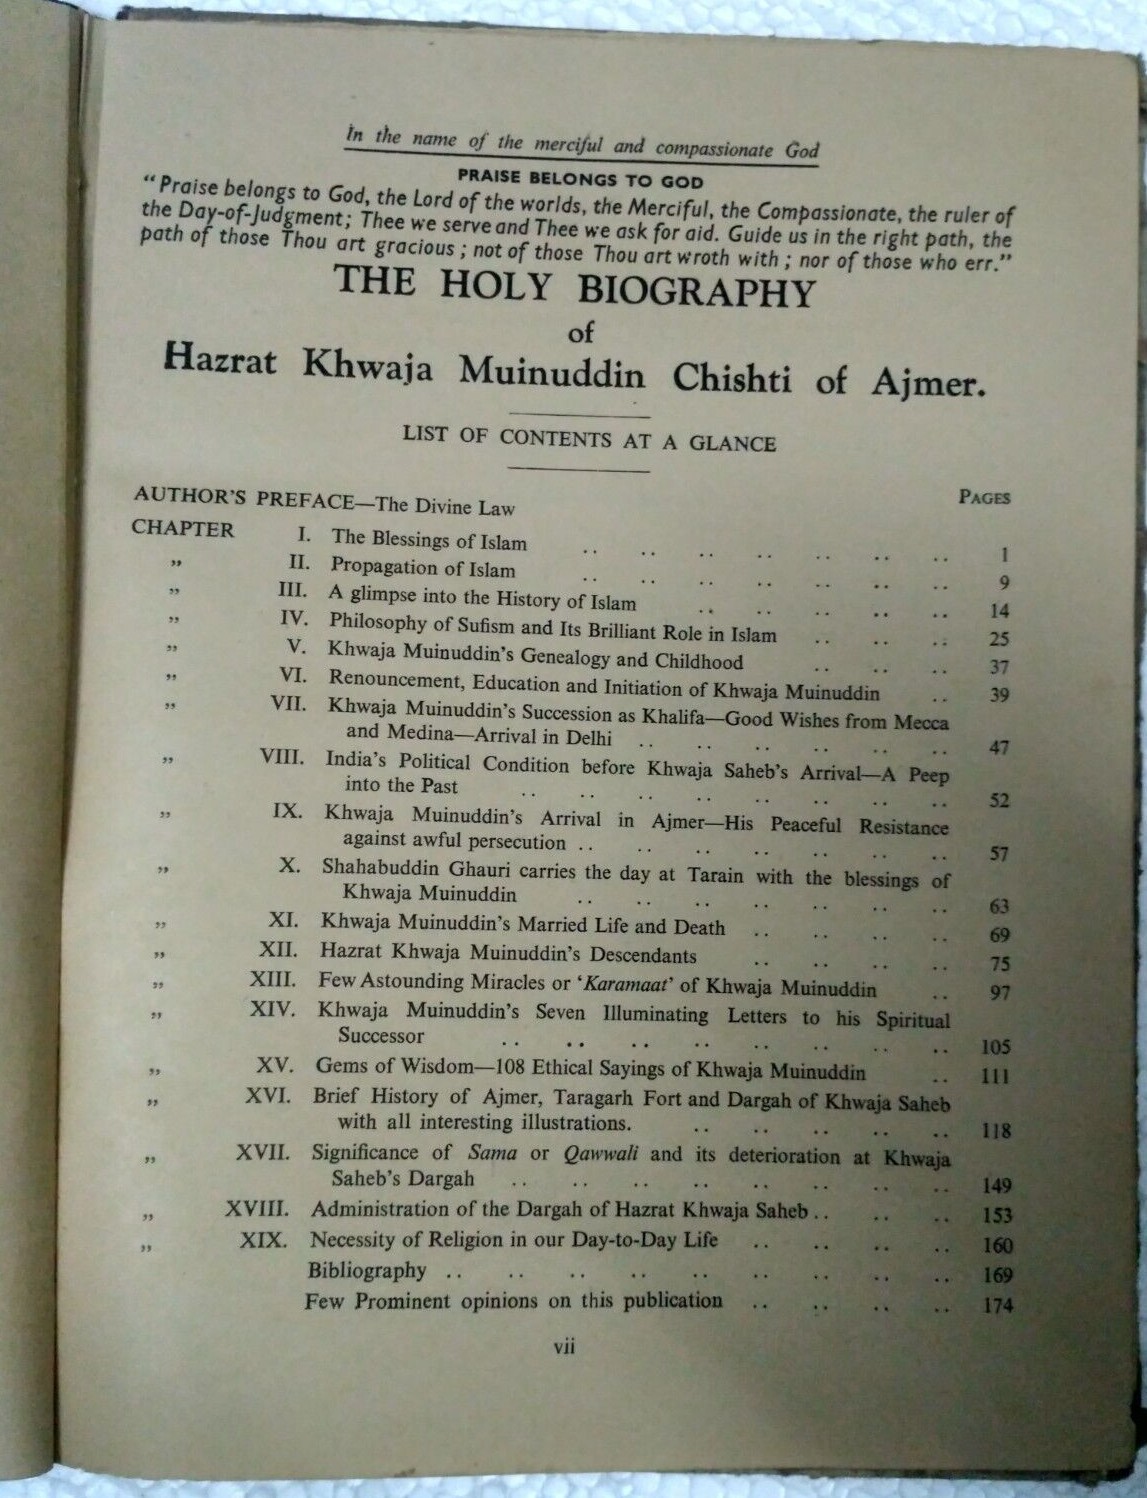 In the name of the merciful and compassionate God
PRAISE BELONGS TO GOD
"Praise belongs to God, the Lord of the worlds, the Merciful, the Compassionate, the ruler of
the Day-of-Judgment; Thee we serve and Thee we ask for aid. Guide us in the right path, the
path of those Thou art gracious; not of those Thou art wroth with; nor of those who err."
THE HOLY BIOGRAPHY
of
Hazrat Khwaja Muinuddin Chishti of Ajmer.
LIST OF CONTENTS AT A GLANCE
PAGES
AUTHOR'S PREFACE—The Divine Law
CHAPTER I. The Blessings of Islam .. .. .. .. .. .. .. 1
„ II. Propagation of Islam .. .. .. .. .. .. .. 9
„ III. A glimpse into the History of Islam .. .. .. .. .. 14
„ IV. Philosophy of Sufism and Its Brilliant Role in Islam .. .. .. 25
„ V. Khwaja Muinuddin's Genealogy and Childhood .. .. .. 37
„ VI. Renouncement, Education and Initiation of Khwaja Muinuddin .. 39
„ VII. Khwaja Muinuddin's Succession as Khalifa—Good Wishes from Mecca
and Medina—Arrival in Delhi .. .. .. .. .. .. 47
„ VIII. India's Political Condition before Khwaja Saheb's Arrival—A Peep
into the Past .. .. .. .. .. .. .. .. 52
„ IX. Khwaja Muinuddin's Arrival in Ajmer—His Peaceful Resistance
against awful persecution .. .. .. .. .. .. .. 57
„ X. Shahabuddin Ghauri carries the day at Tarain with the blessings of
Khwaja Muinuddin .. .. .. .. .. .. .. 63
„ XI. Khwaja Muinuddin's Married Life and Death .. .. .. .. 69
„ XII. Hazrat Khwaja Muinuddin's Descendants .. .. .. .. 75
„ XIII. Few Astounding Miracles or 'Karamaat' of Khwaja Muinuddin .. 97
„ XIV. Khwaja Muinuddin's Seven Illuminating Letters to his Spiritual
Successor .. .. .. .. .. .. .. .. 105
„ XV. Gems of Wisdom—108 Ethical Sayings of Khwaja Muinuddin .. 111
„ XVI. Brief History of Ajmer, Taragarh Fort and Dargah of Khwaja Saheb
with all interesting illustrations. .. .. .. .. .. 118
„ XVII. Significance of Sama or Qawwali and its deterioration at Khwaja
Saheb's Dargah .. .. .. .. .. .. .. .. 149
„ XVIII. Administration of the Dargah of Hazrat Khwaja Saheb .. .. .. 153
„ XIX. Necessity of Religion in our Day-to-Day Life .. .. .. .. 160
Bibliography .. .. .. .. .. .. .. .. .. 169
Few Prominent opinions on this publication .. .. .. .. 174
vii